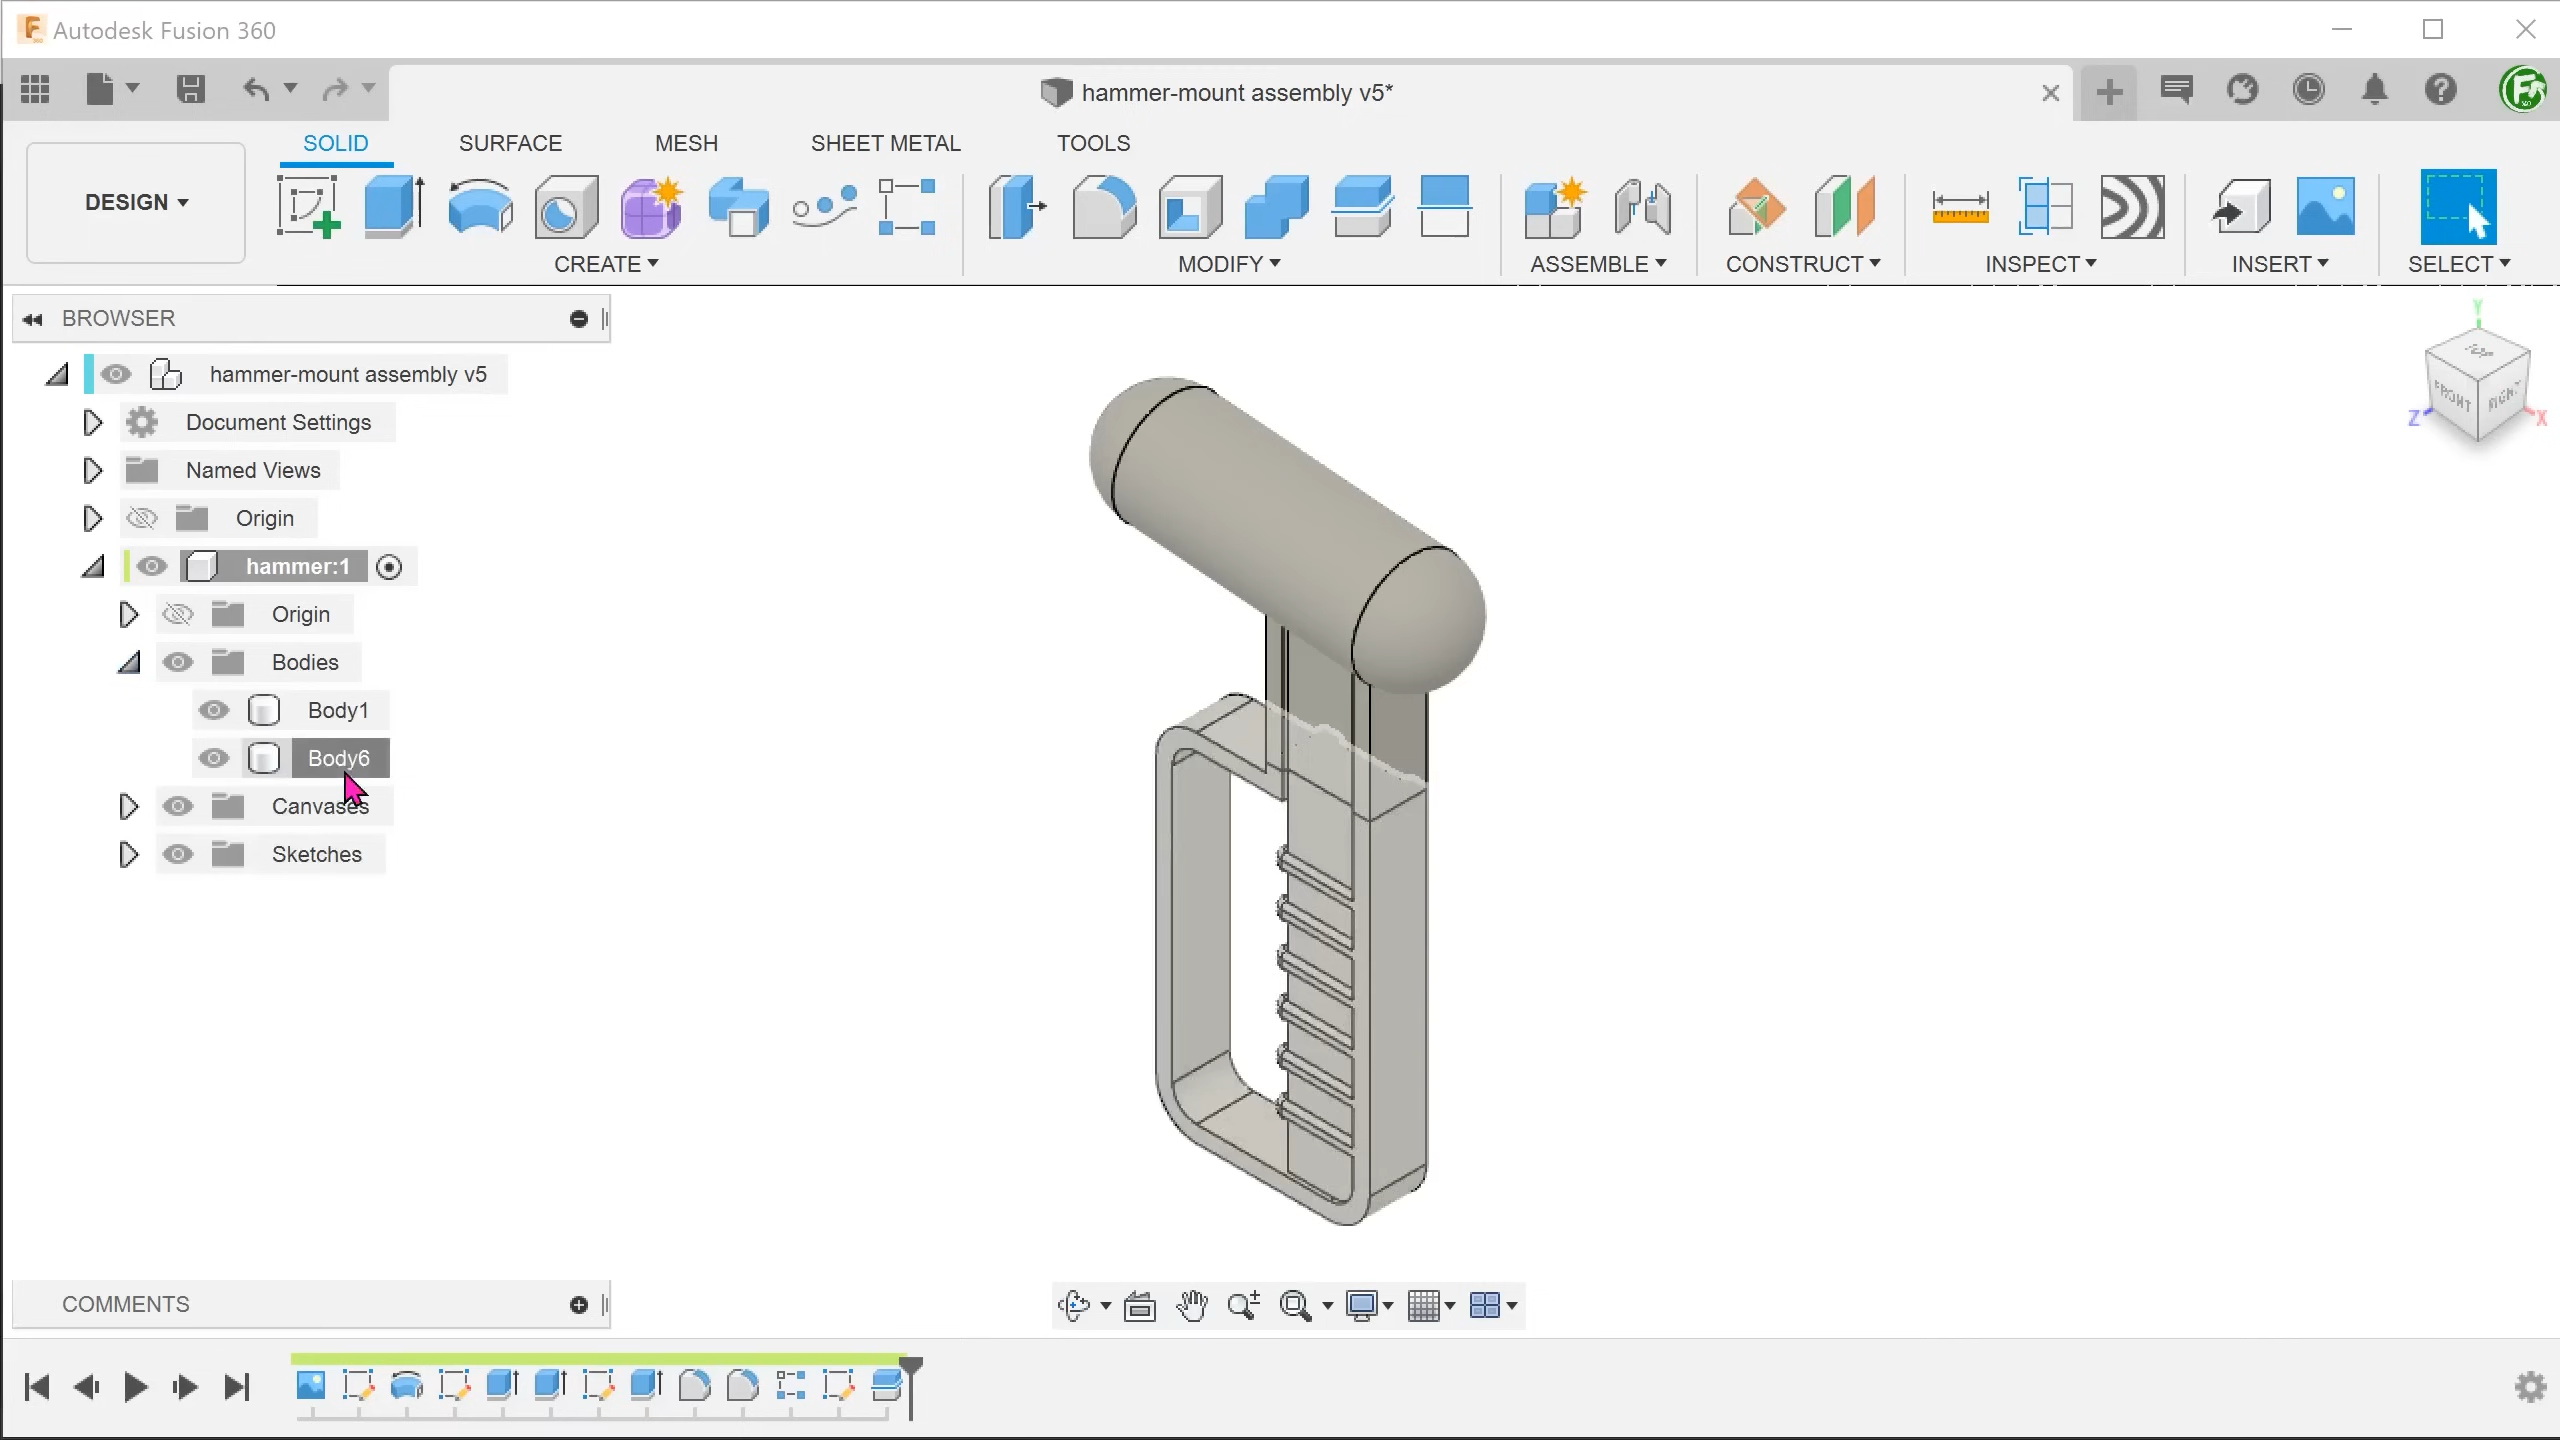 Autodesk Fusion 360
hammer-mount assembly v5*
SOLID SURFACE MESH SHEET METAL TOOLS
DESIGN
CREATE MODIFY ASSEMBLE CONSTRUCT INSPECT INSERT SELECT
BROWSER
hammer-mount assembly v5
Document Settings
Named Views
Origin
hammer:1
Origin
Bodies
Body1
Body6
Canvases
Sketches
Y
FRONT RIGHT
Z X
COMMENTS